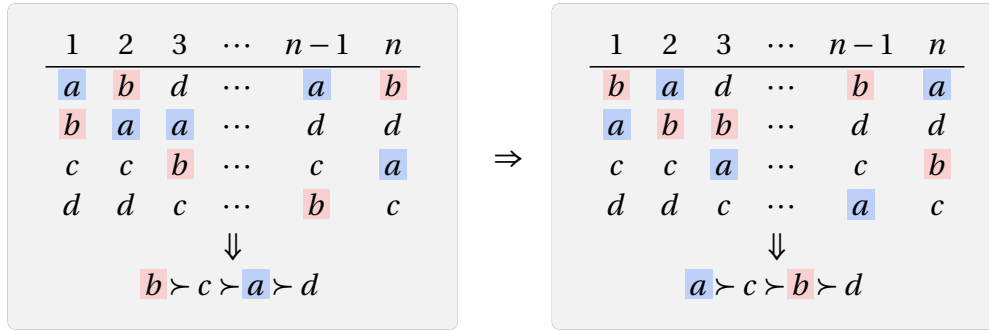 1 2 3 ⋯ n − 1 n
a b d ⋯ a b
b a a ⋯ d d
c c b ⋯ c a
d d c ⋯ b c
⇓
b ≻ c ≻ a ≻ d
⇒
1 2 3 ⋯ n − 1 n
b a d ⋯ b a
a b b ⋯ d d
c c a ⋯ c b
d d c ⋯ a c
⇓
a ≻ c ≻ b ≻ d